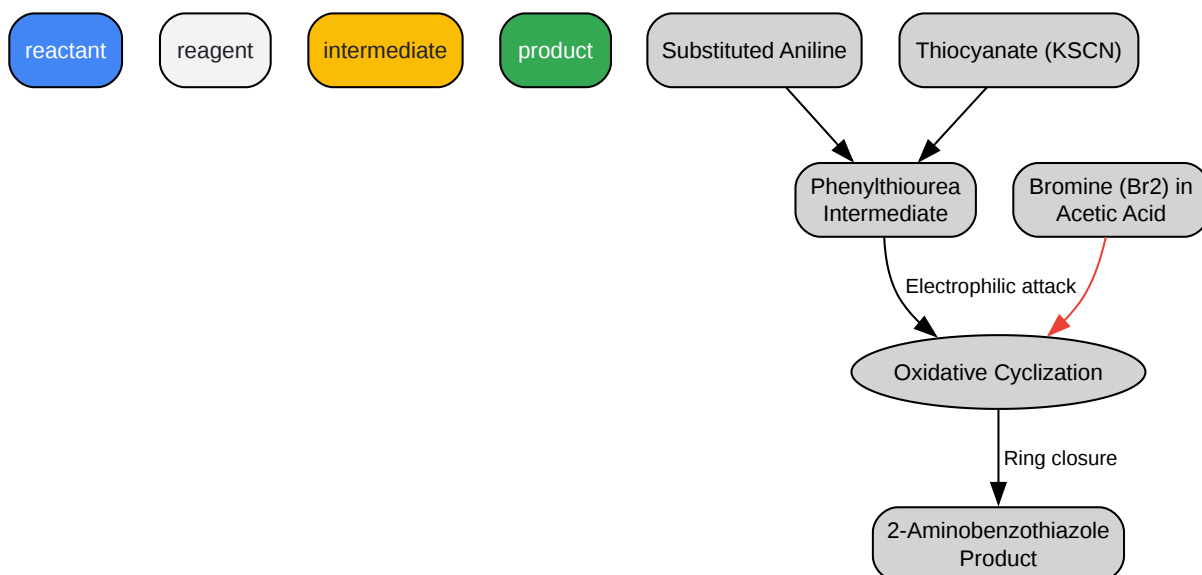 reactant
reagent
intermediate
product
Substituted Aniline
Thiocyanate (KSCN)
Phenylthiourea
Intermediate
Bromine (Br2) in
Acetic Acid
Electrophilic attack
Oxidative Cyclization
Ring closure
2-Aminobenzothiazole
Product